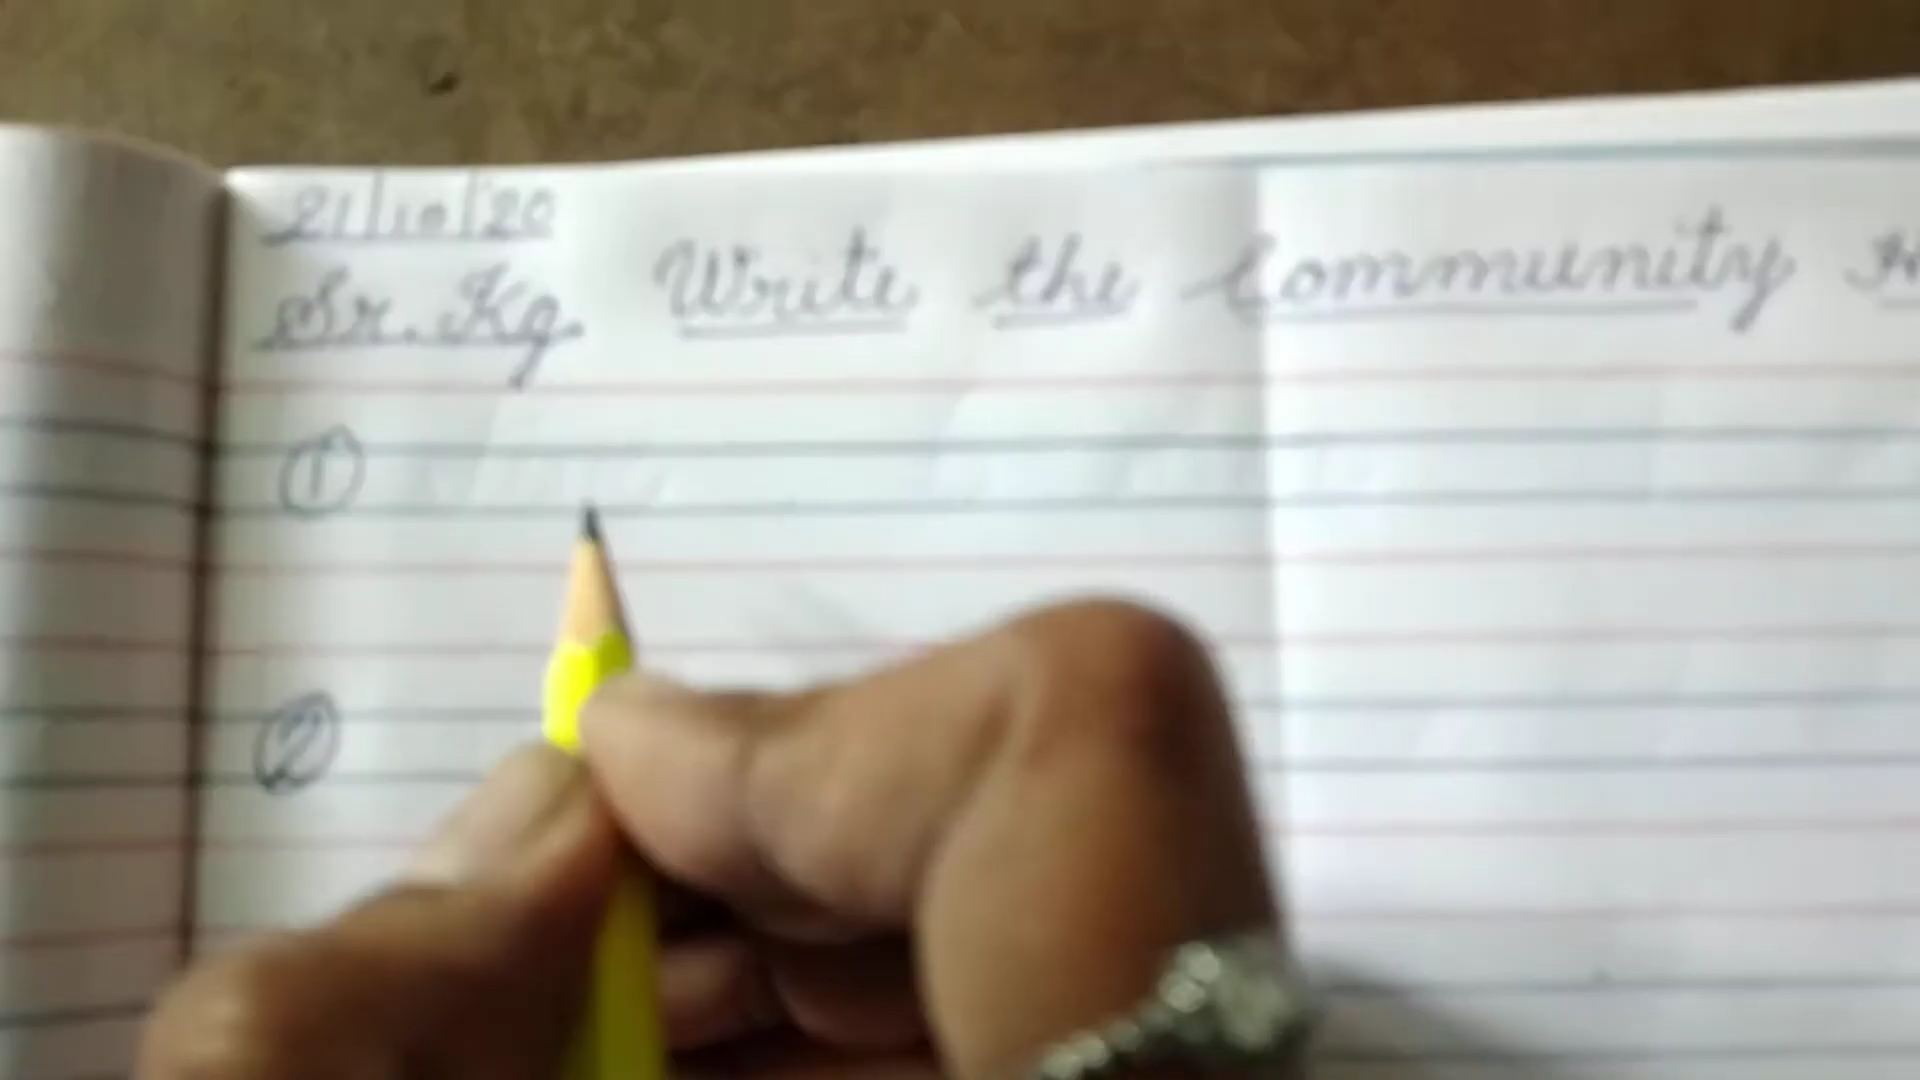 21/10/20
Sr. Kg. Write the Community H
①
②